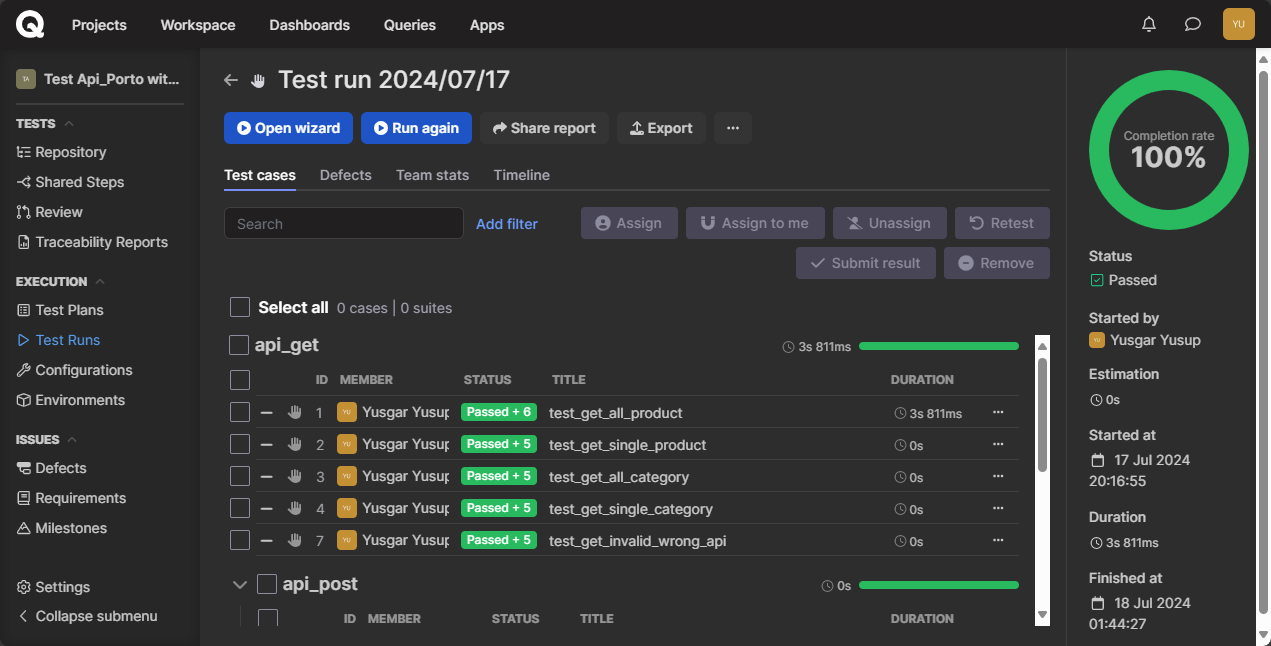 Projects
Workspace
Dashboards
Queries
Apps
YU
TA
Test Api_Porto wit...
TESTS
Repository
Shared Steps
Review
Traceability Reports
EXECUTION
Test Plans
Test Runs
Configurations
Environments
ISSUES
Defects
Requirements
Milestones
Settings
Collapse submenu
Test run 2024/07/17
Open wizard
Run again
Share report
Export
Test cases
Defects
Team stats
Timeline
Search
Add filter
Assign
Assign to me
Unassign
Retest
Submit result
Remove
Select all 0 cases | 0 suites
api_get 3s 811ms
ID MEMBER STATUS TITLE DURATION
1 YU Yusgar Yusup Passed + 6 test_get_all_product 3s 811ms
2 YU Yusgar Yusup Passed + 5 test_get_single_product 0s
3 YU Yusgar Yusup Passed + 5 test_get_all_category 0s
4 YU Yusgar Yusup Passed + 5 test_get_single_category 0s
7 YU Yusgar Yusup Passed + 5 test_get_invalid_wrong_api 0s
api_post 0s
ID MEMBER STATUS TITLE DURATION
Completion rate
100%
Status
Passed
Started by
YU Yusgar Yusup
Estimation
0s
Started at
17 Jul 2024
20:16:55
Duration
3s 811ms
Finished at
18 Jul 2024
01:44:27